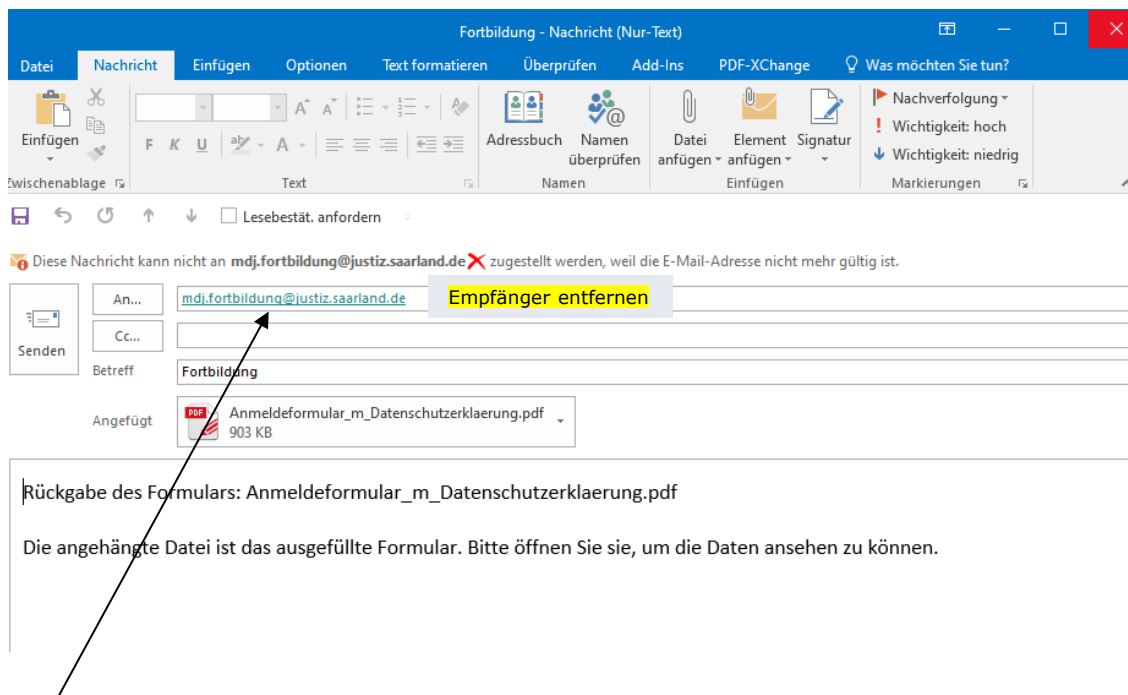 Fortbildung - Nachricht (Nur-Text)
Datei Nachricht Einfügen Optionen Text formatieren Überprüfen Add-Ins PDF-XChange Was möchten Sie tun?
Einfügen
F K U
A A
ab A
Adressbuch
Namen überprüfen
Datei anfügen
Element anfügen
Signatur
Nachverfolgung
Wichtigkeit: hoch
Wichtigkeit: niedrig
Zwischenablage Text Namen Einfügen Markierungen
Lesebestät. anfordern
Diese Nachricht kann nicht an mdj.fortbildung@justiz.saarland.de zugestellt werden, weil die E-Mail-Adresse nicht mehr gültig ist.
Senden
An... mdj.fortbildung@justiz.saarland.de Empfänger entfernen
Cc...
Betreff Fortbildung
Angefügt PDF Anmeldeformular_m_Datenschutzerklaerung.pdf
903 KB
Rückgabe des Formulars: Anmeldeformular_m_Datenschutzerklaerung.pdf
Die angehängte Datei ist das ausgefüllte Formular. Bitte öffnen Sie sie, um die Daten ansehen zu können.